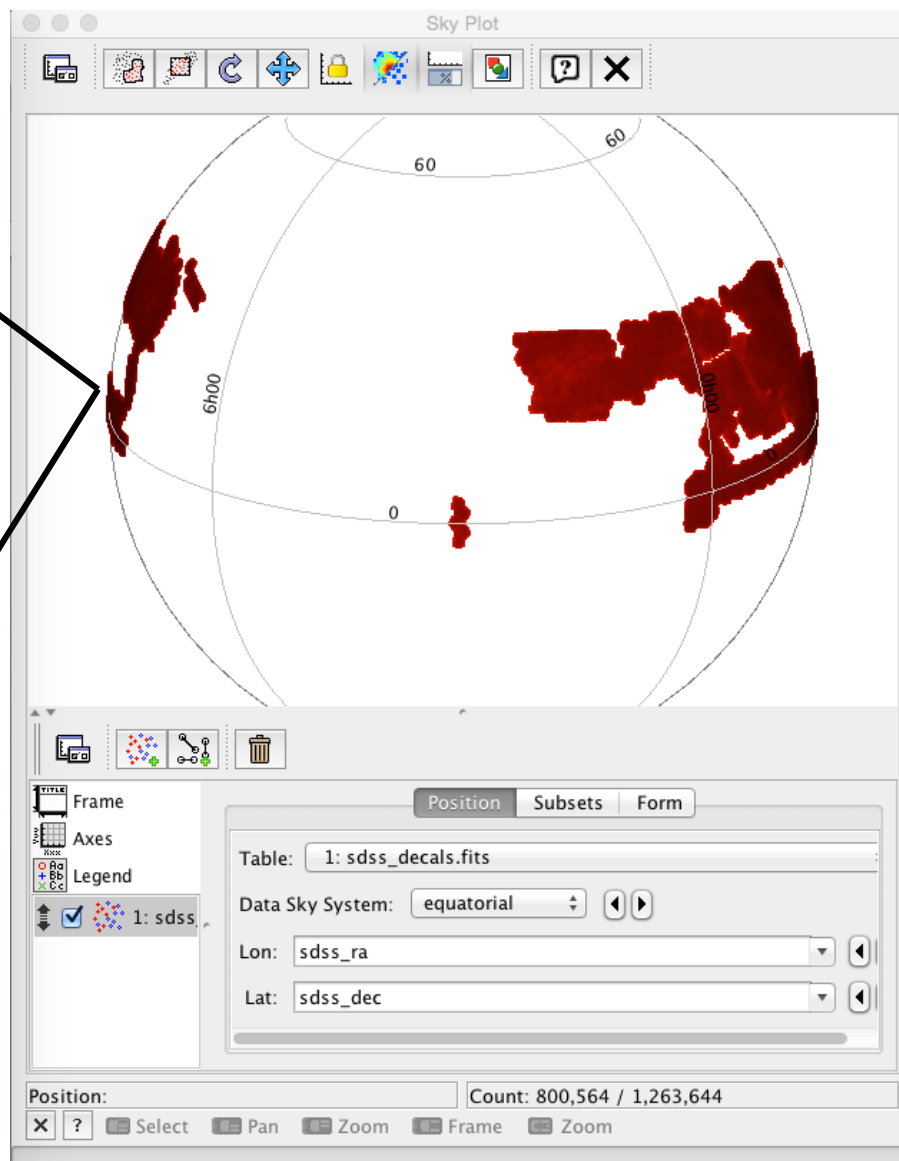 Sky Plot
60
60
6h00
0h00
0
0
TITLE
Frame
Axes
Legend
1: sdss
Position Subsets Form
Table: 1: sdss_decals.fits
Data Sky System: equatorial
Lon: sdss_ra
Lat: sdss_dec
Position: Count: 800,564 / 1,263,644
Select Pan Zoom Frame Zoom